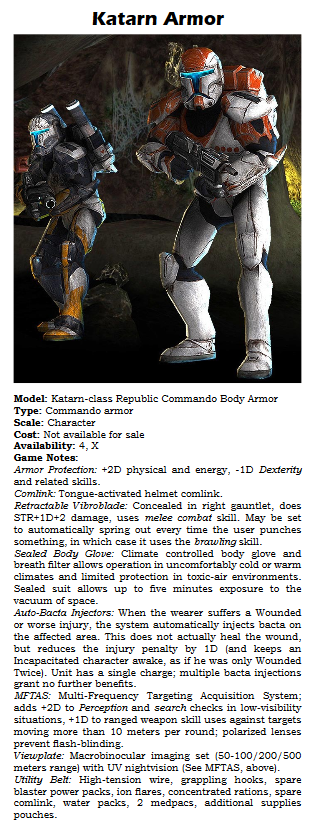 Katarn Armor
Model: Katarn-class Republic Commando Body Armor
Type: Commando armor
Scale: Character
Cost: Not available for sale
Availability: 4, X
Game Notes:
Armor Protection: +2D physical and energy, -1D Dexterity
and related skills.
Comlink: Tongue-activated helmet comlink.
Retractable Vibroblade: Concealed in right gauntlet, does
STR+1D+2 damage, uses melee combat skill. May be set
to automatically spring out every time the user punches
something, in which case it uses the brawling skill.
Sealed Body Glove: Climate controlled body glove and
breath filter allows operation in uncomfortably cold or warm
climates and limited protection in toxic-air environments.
Sealed suit allows up to five minutes exposure to the
vacuum of space.
Auto-Bacta Injectors: When the wearer suffers a Wounded
or worse injury, the system automatically injects bacta on
the affected area. This does not actually heal the wound,
but reduces the injury penalty by 1D (and keeps an
Incapacitated character awake, as if he was only Wounded
Twice). Unit has a single charge; multiple bacta injections
grant no further benefits.
MFTAS: Multi-Frequency Targeting Acquisition System;
adds +2D to Perception and search checks in low-visibility
situations, +1D to ranged weapon skill uses against targets
moving more than 10 meters per round; polarized lenses
prevent flash-blinding.
Viewplate: Macrobinocular imaging set (50-100/200/500
meters range) with UV nightvision (See MFTAS, above).
Utility Belt: High-tension wire, grappling hooks, spare
blaster power packs, ion flares, concentrated rations, spare
comlink, water packs, 2 medpacs, additional supplies
pouches.